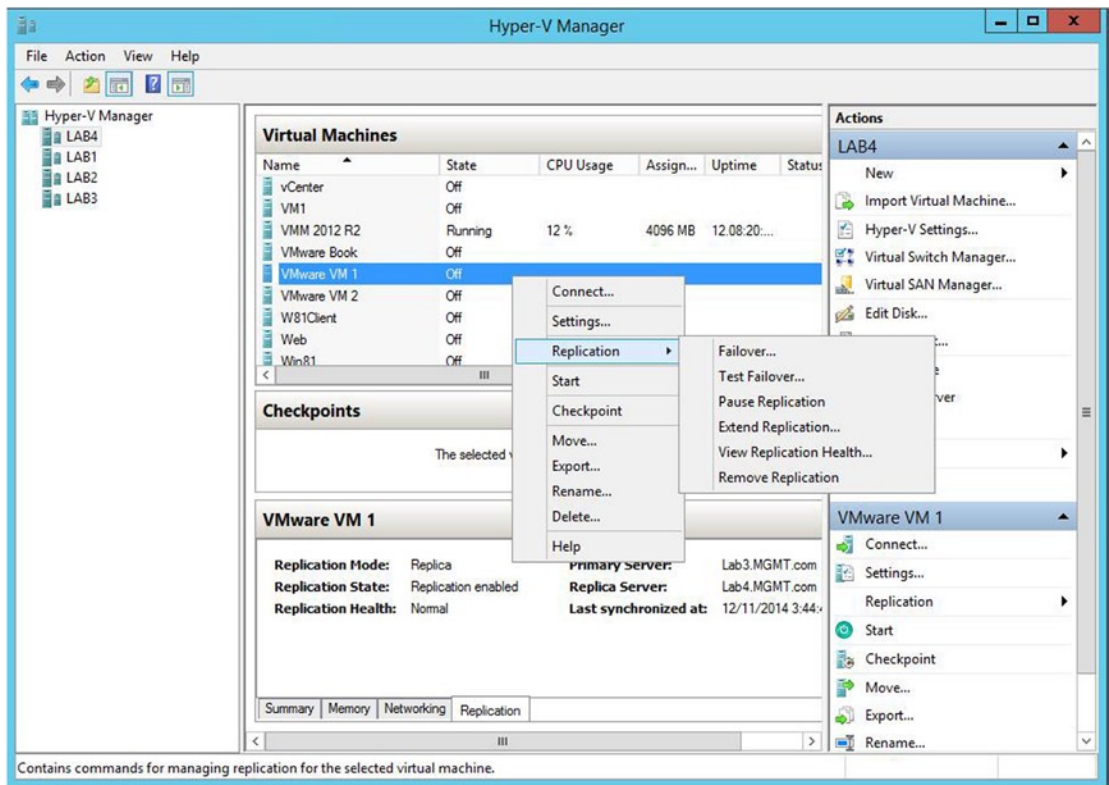 Hyper-V Manager
File Action View Help
Hyper-V Manager
LAB4
LAB1
LAB2
LAB3
Virtual Machines
Name State CPU Usage Assign... Uptime Status
vCenter Off
VM1 Off
VMM 2012 R2 Running 12 % 4096 MB 12.08:20:...
VMware Book Off
VMware VM 1 Off
VMware VM 2 Off
W81Client Off
Web Off
Win81 Off
Connect...
Settings...
Replication
Start
Checkpoint
Move...
Export...
Rename...
Delete...
Help
Failover...
Test Failover...
Pause Replication
Extend Replication...
View Replication Health...
Remove Replication
Checkpoints
The selected
VMware VM 1
Replication Mode: Replica Primary Server: Lab3.MGMT.com
Replication State: Replication enabled Replica Server: Lab4.MGMT.com
Replication Health: Normal Last synchronized at: 12/11/2014 3:44:
Summary Memory Networking Replication
Actions
LAB4
New
Import Virtual Machine...
Hyper-V Settings...
Virtual Switch Manager...
Virtual SAN Manager...
Edit Disk...
VMware VM 1
Connect...
Settings...
Replication
Start
Checkpoint
Move...
Export...
Rename...
Contains commands for managing replication for the selected virtual machine.